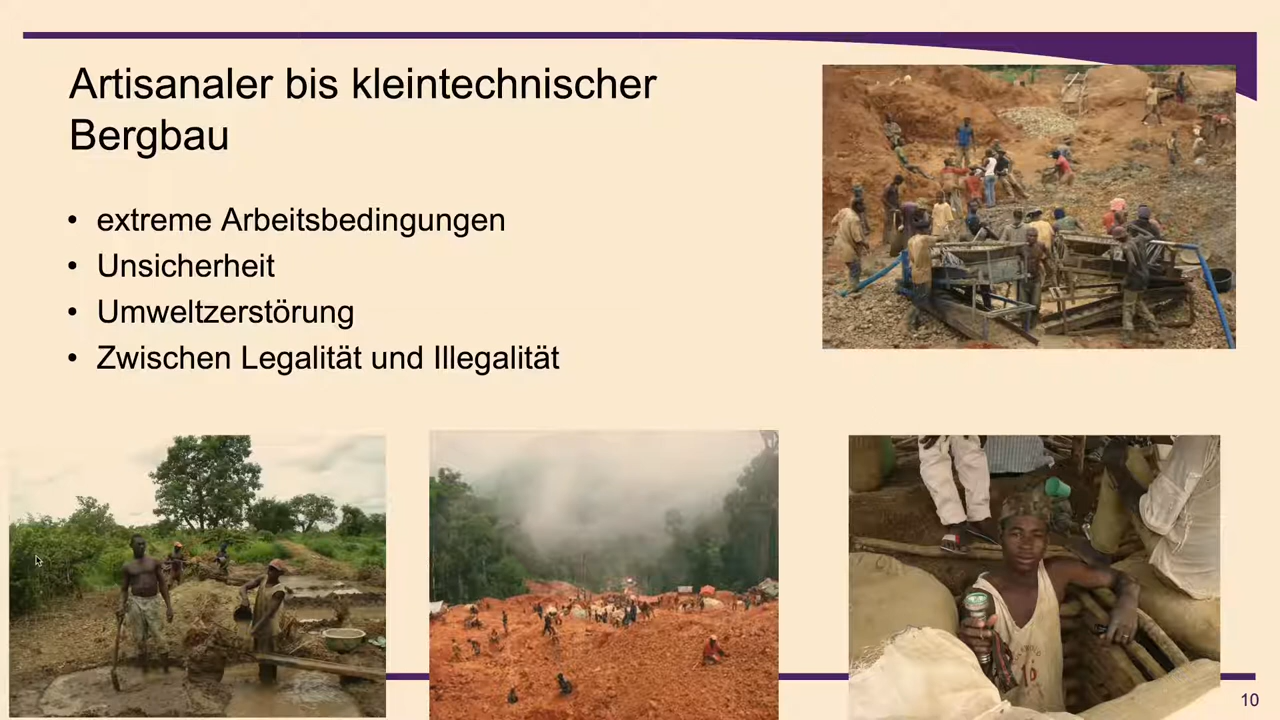 Artisanaler bis kleintechnischer
Bergbau
• extreme Arbeitsbedingungen
• Unsicherheit
• Umweltzerstörung
• Zwischen Legalität und Illegalität
10